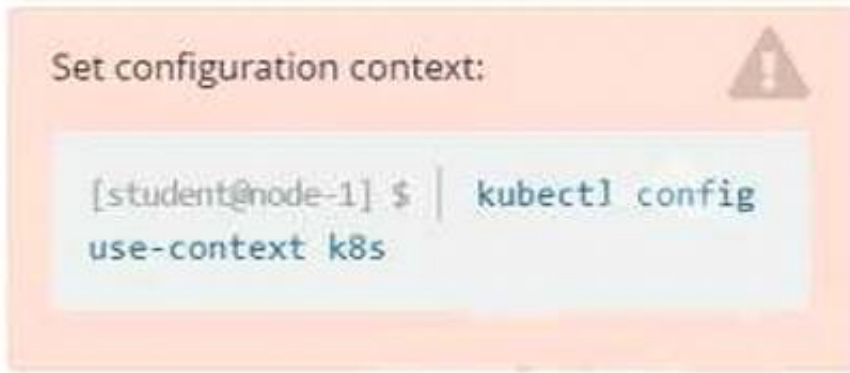 Set configuration context:
[student@node-1] $ | kubectl config
use-context k8s